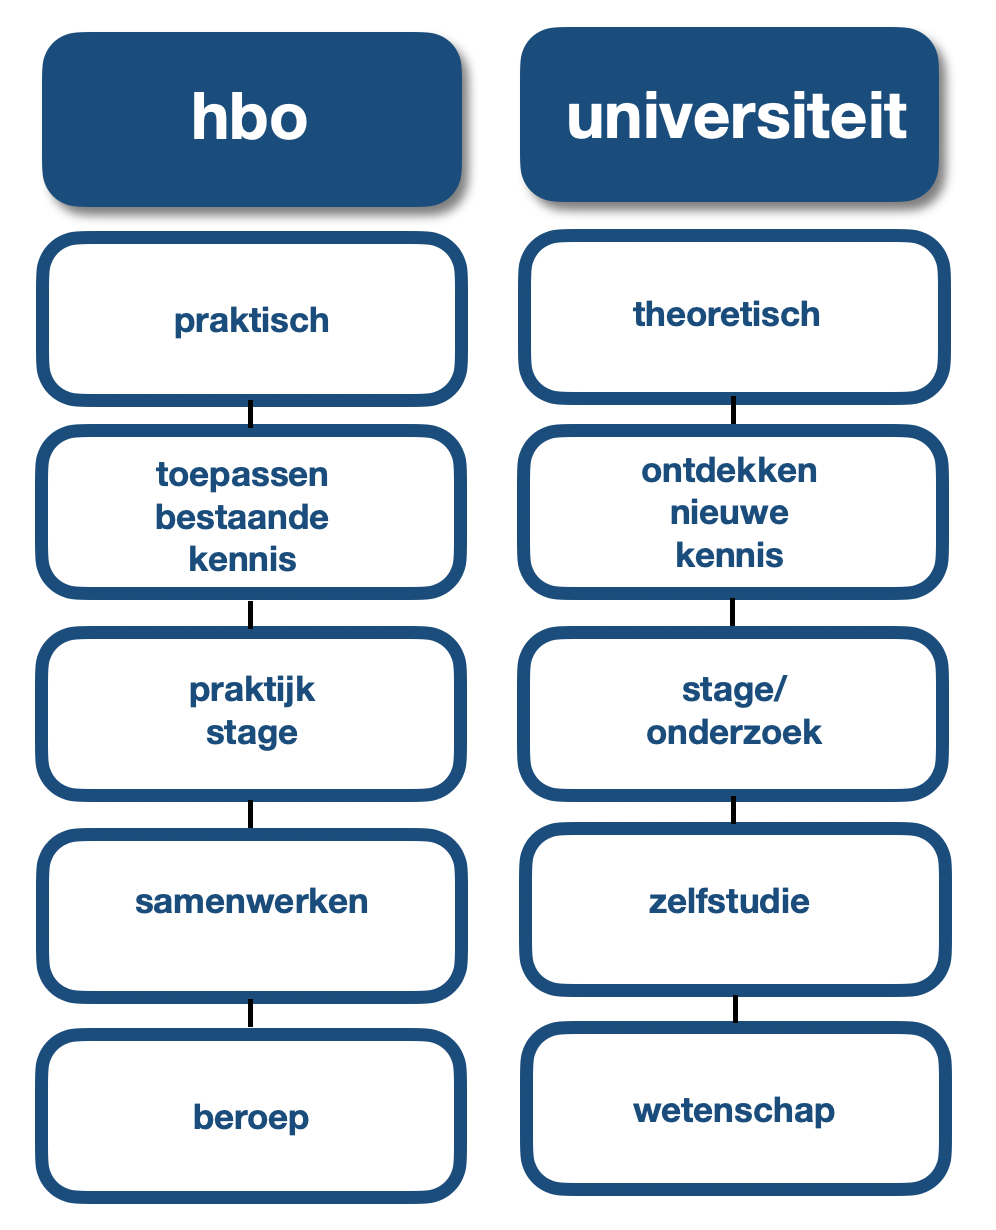 hbo
praktisch
toepassen
bestaande
kennis
praktijk
stage
samenwerken
beroep
universiteit
theoretisch
ontdekken
nieuwe
kennis
stage/
onderzoek
zelfstudie
wetenschap